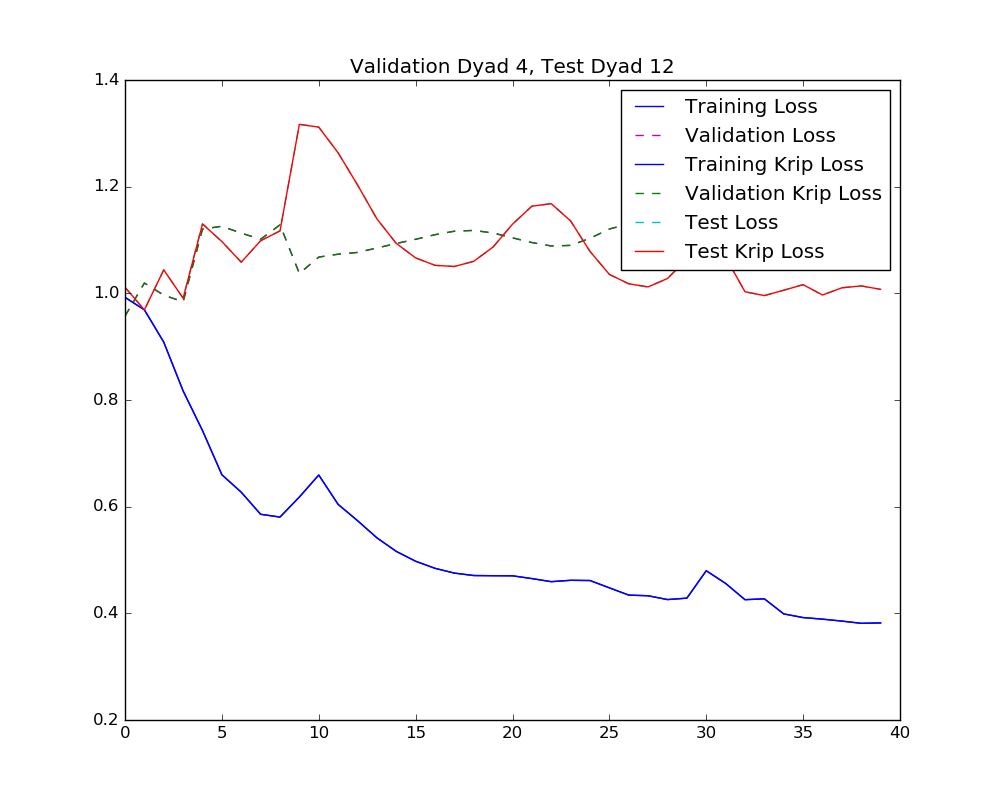 Validation Dyad 4, Test Dyad 12
1.4
1.2
1.0
0.8
0.6
0.4
0.2
Training Loss
Validation Loss
Training Krip Loss
Validation Krip Loss
Test Loss
Test Krip Loss
0 5 10 15 20 25 30 35 40